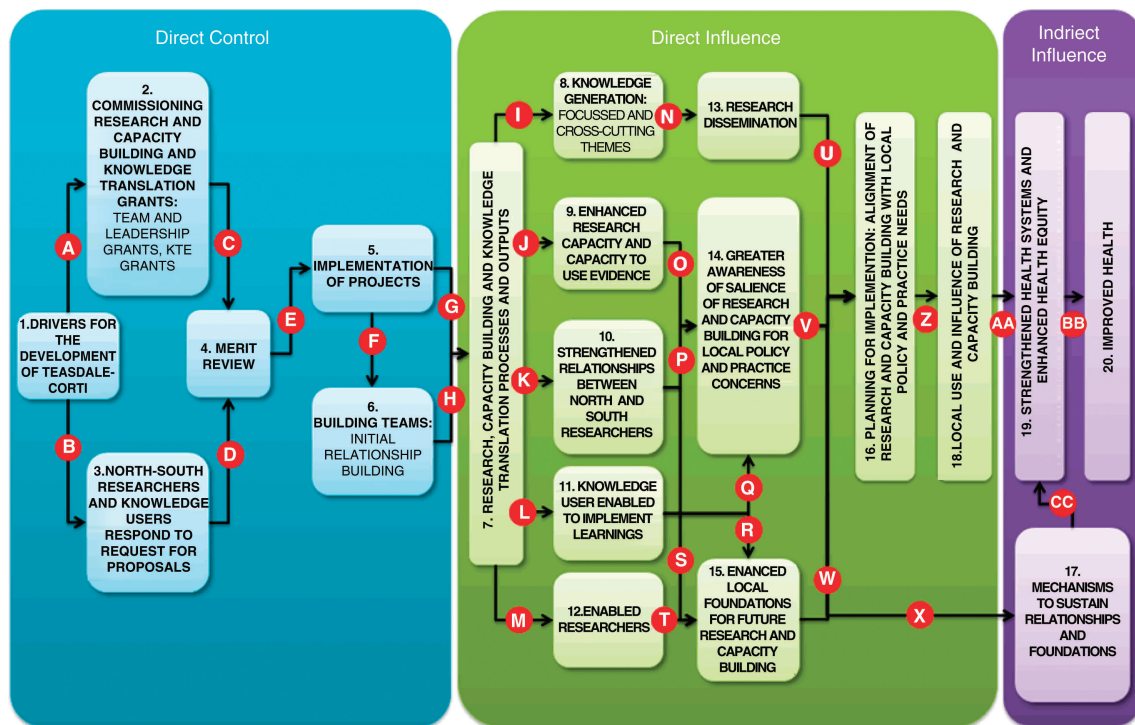 Direct Control
Direct Influence
Indriect
Influence
2.
COMMISSIONING
RESEARCH AND
CAPACITY
BUILDING AND
KNOWLEDGE
TRANSLATION
GRANTS:
TEAM AND
LEADERSHIP
GRANTS, KTE
GRANTS
A
C
1.DRIVERS FOR
THE
DEVELOPMENT
OF TEASDALE-
CORTI
4. MERIT
REVIEW
B
D
3.NORTH-SOUTH
RESEARCHERS
AND KNOWLEDGE
USERS
RESPOND TO
REQUEST FOR
PROPOSALS
E
5.
IMPLEMENTATION
OF PROJECTS
F
G
H
6.
BUILDING TEAMS:
INITIAL
RELATIONSHIP
BUILDING
7. RESEARCH, CAPACITY BUILDING AND KNOWLEDGE
TRANSLATION PROCESSES AND OUTPUTS
I
J
K
L
M
8. KNOWLEDGE
GENERATION:
FOCUSSED AND
CROSS-CUTTING
THEMES
N
13. RESEARCH
DISSEMINATION
U
9. ENHANCED
RESEARCH
CAPACITY AND
CAPACITY TO
USE EVIDENCE
O
10.
STRENGTHENED
RELATIONSHIPS
BETWEEN
NORTH AND
SOUTH
RESEARCHERS
P
14. GREATER
AWARENESS
OF SALIENCE
OF RESEARCH
AND CAPACITY
BUILDING FOR
LOCAL POLICY
AND PRACTICE
CONCERNS
V
11. KNOWLEDGE
USER ENABLED
TO IMPLEMENT
LEARNINGS
Q
R
S
12.ENABLED
RESEARCHERS
T
15. ENANCED
LOCAL
FOUNDATIONS
FOR FUTURE
RESEARCH AND
CAPACITY
BUILDING
W
X
16. PLANNING FOR IMPLEMENTION: ALIGNMENT OF
RESEARCH AND CAPACITY BUILDING WITH LOCAL
POLICY AND PRACTICE NEEDS
Z
18.LOCAL USE AND INFLUENCE OF RESEARCH AND
CAPACITY BUILDING
AA
19. STRENGTHENED HEALTH SYSTEMS AND
ENHANCED HEALTH EQUITY
BB
20. IMPROVED HEALTH
CC
17.
MECHANISMS
TO SUSTAIN
RELATIONSHIPS
AND
FOUNDATIONS